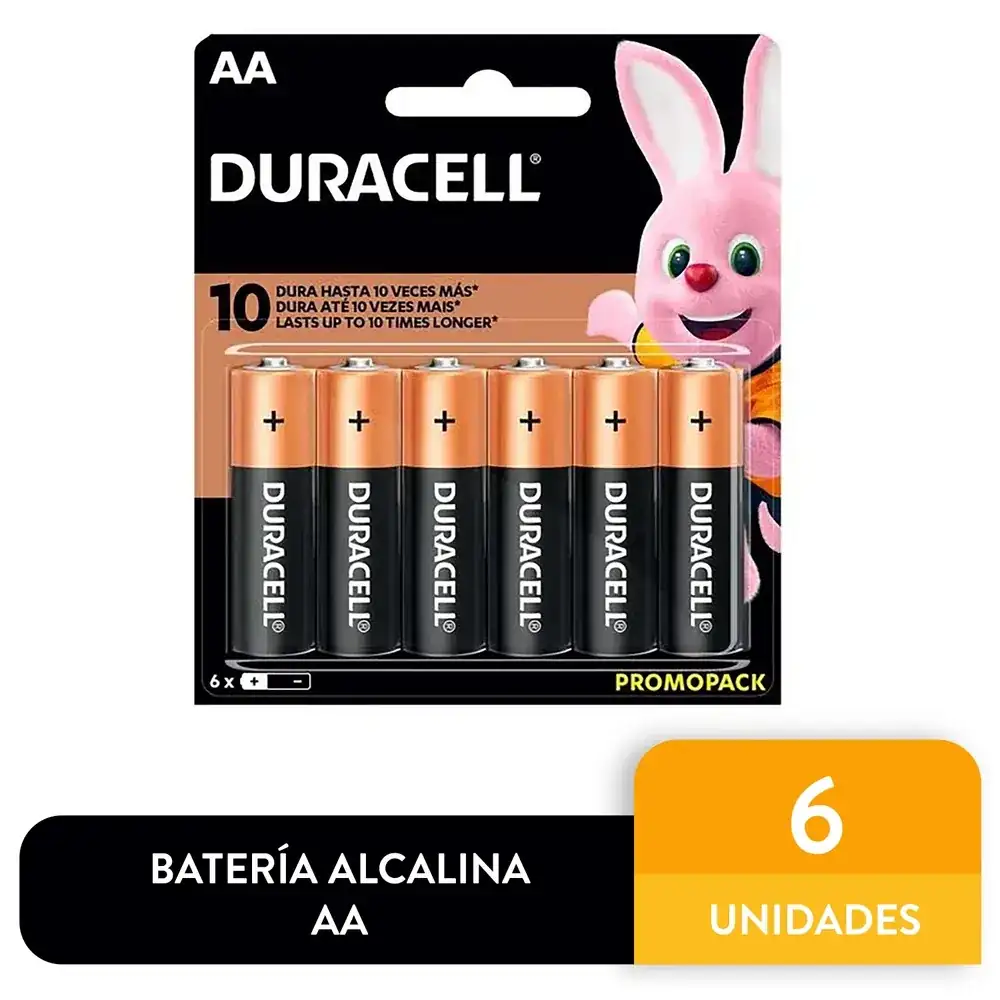 AA
DURACELL®
10
DURA HASTA 10 VECES MÁS*
DURA ATÉ 10 VEZES MAIS*
LASTS UP TO 10 TIMES LONGER*
+ + + + + +
DURACELL® DURACELL® DURACELL® DURACELL® DURACELL® DURACELL®
6 x + −
PROMOPACK
BATERÍA ALCALINA
AA
6
UNIDADES